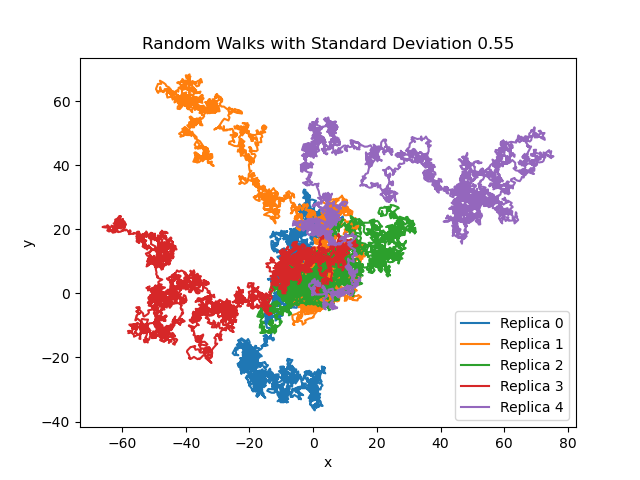 Random Walks with Standard Deviation 0.55
y
60
40
20
0
−20
−40
−60
−40
−20
0
20
40
60
80
x
Replica 0
Replica 1
Replica 2
Replica 3
Replica 4